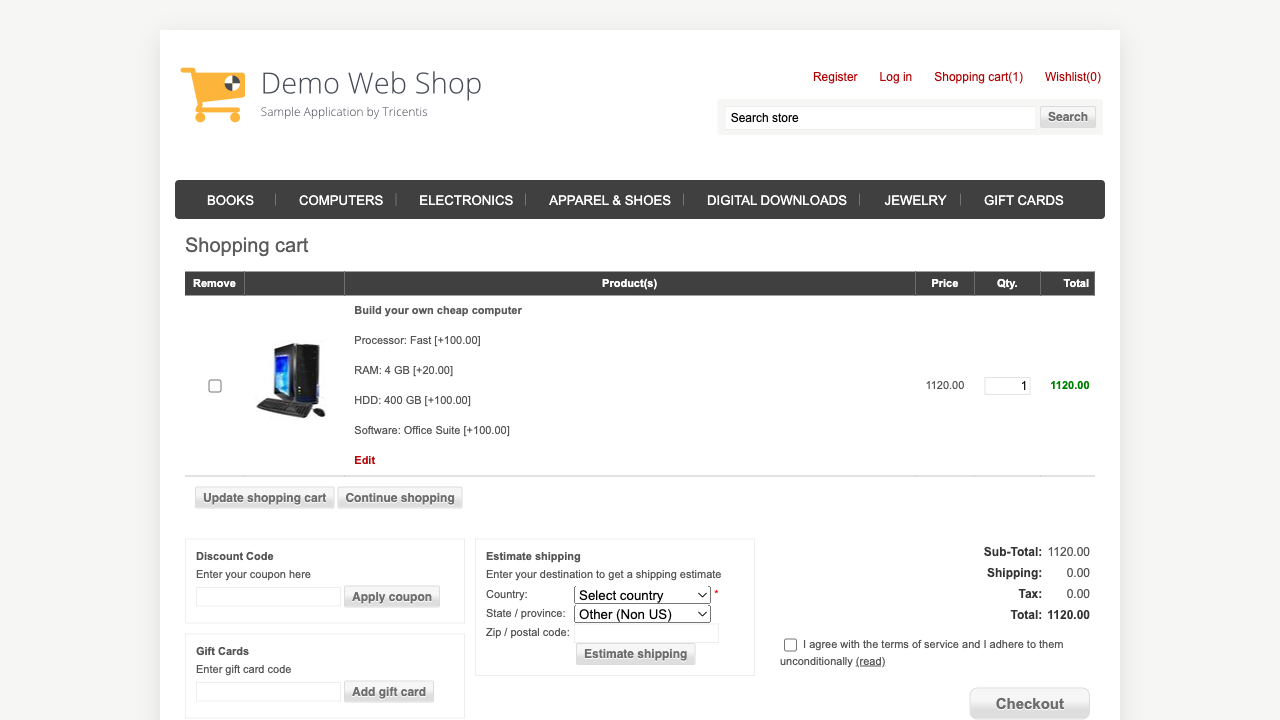 Demo Web Shop
Sample Application by Tricentis
Register Log in Shopping cart(1) Wishlist(0)
Search store Search
BOOKS COMPUTERS ELECTRONICS APPAREL & SHOES DIGITAL DOWNLOADS JEWELRY GIFT CARDS
Shopping cart
Remove Product(s) Price Qty. Total
Build your own cheap computer
Processor: Fast [+100.00]
RAM: 4 GB [+20.00]
1120.00 1 1120.00
HDD: 400 GB [+100.00]
Software: Office Suite [+100.00]
Edit
Update shopping cart Continue shopping
Discount Code
Enter your coupon here
Apply coupon
Gift Cards
Enter gift card code
Add gift card
Estimate shipping
Enter your destination to get a shipping estimate
Country: Select country *
State / province: Other (Non US)
Zip / postal code:
Estimate shipping
Sub-Total: 1120.00
Shipping: 0.00
Tax: 0.00
Total: 1120.00
I agree with the terms of service and I adhere to them
unconditionally (read)
Checkout